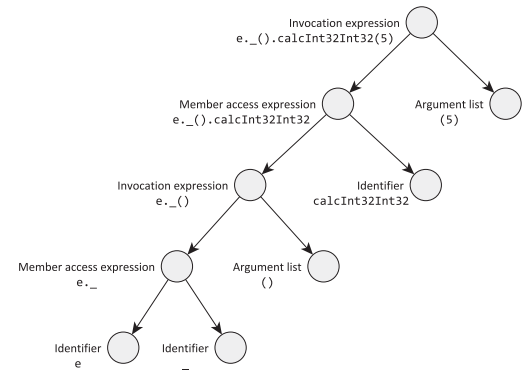 Invocation expression
e._().calcInt32Int32(5)
Member access expression
e._().calcInt32Int32
Argument list
(5)
Invocation expression
e._()
Identifier
calcInt32Int32
Member access expression
e._
Argument list
()
Identifier
e
Identifier
_